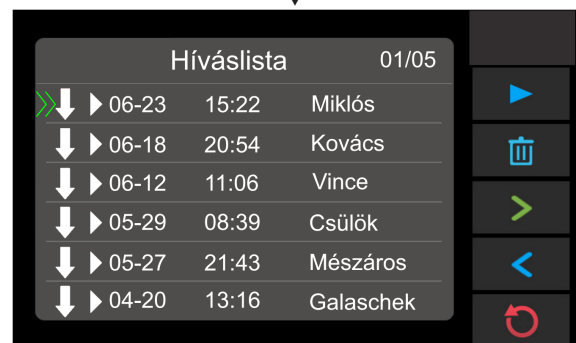 Híváslista 01/05
06-23 15:22 Miklós
06-18 20:54 Kovács
06-12 11:06 Vince
05-29 08:39 Csülök
05-27 21:43 Mészáros
04-20 13:16 Galaschek